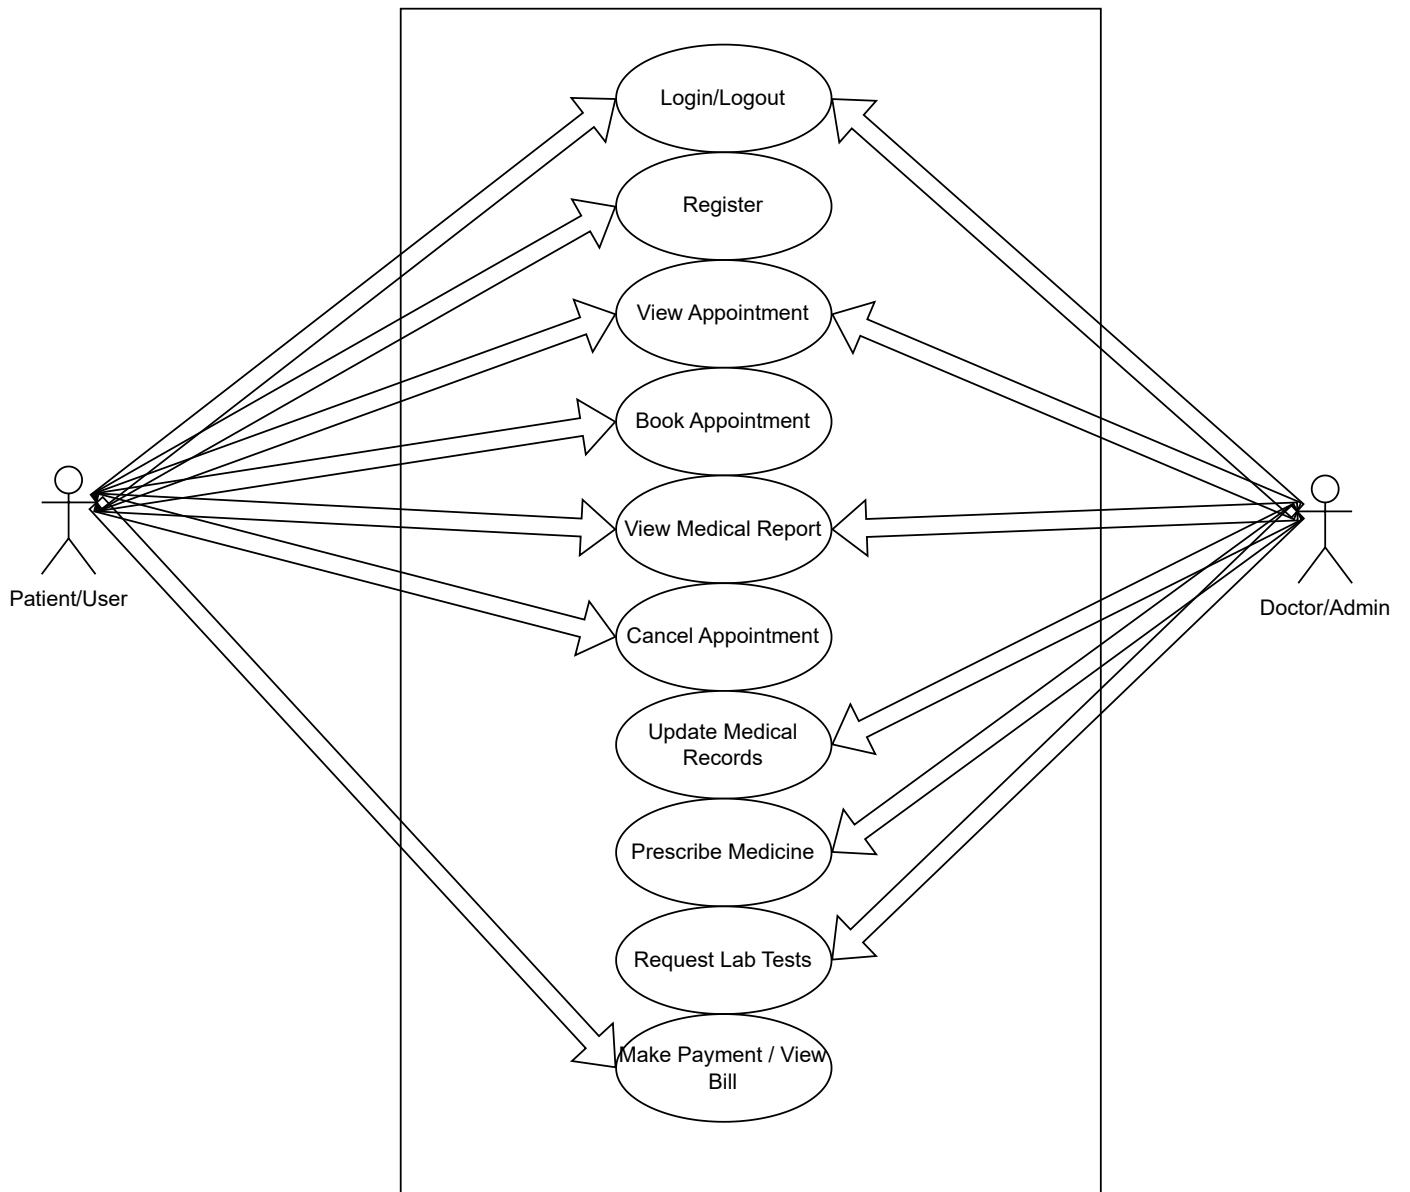 Login/Logout
Register
View Appointment
Book Appointment
View Medical Report
Patient/User
Doctor/Admin
Cancel Appointment
Update Medical
Records
Prescribe Medicine
Request Lab Tests
Make Payment / View
Bill